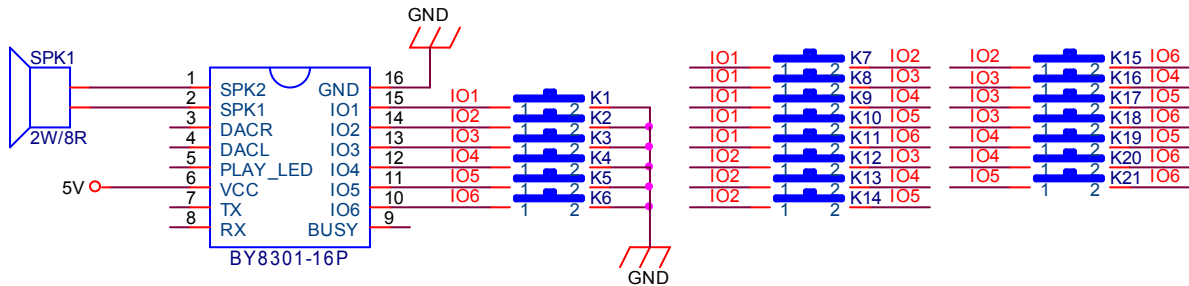 GND
SPK1
2W/8R
5V
1 SPK2 GND 16
2 SPK1 IO1 15
3 DACR IO2 14
4 DACL IO3 13
5 PLAY_LED IO4 12
6 VCC IO5 11
7 TX IO6 10
8 RX BUSY 9
BY8301-16P
IO1 1 2 K1
IO2 1 2 K2
IO3 1 2 K3
IO4 1 2 K4
IO5 1 2 K5
IO6 1 2 K6
GND
IO1 1 2 K7 IO2
IO1 1 2 K8 IO3
IO1 1 2 K9 IO4
IO1 1 2 K10 IO5
IO1 1 2 K11 IO6
IO2 1 2 K12 IO3
IO2 1 2 K13 IO4
IO2 1 2 K14 IO5
IO2 1 2 K15 IO6
IO3 1 2 K16 IO4
IO3 1 2 K17 IO5
IO3 1 2 K18 IO6
IO4 1 2 K19 IO5
IO4 1 2 K20 IO6
IO5 1 2 K21 IO6